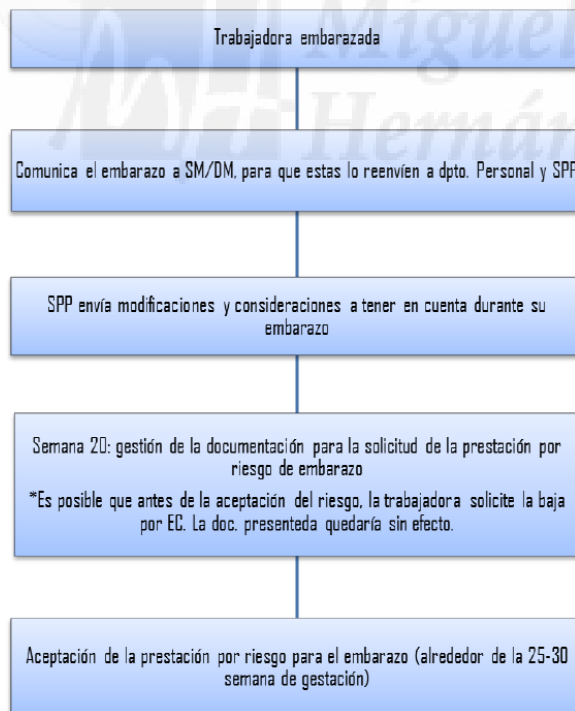 Miguel
Hernán
Trabajadora embarazada
Comunica el embarazo a SM/DM, para que estas lo reenvíen a dpto. Personal y SPP
SPP envía modificaciones y consideraciones a tener en cuenta durante su
embarazo
Semana 20: gestión de la documentación para la solicitud de la prestación por
riesgo de embarazo
*Es posible que antes de la aceptación del riesgo, la trabajadora solicite la baja
por EC. La doc. presenteda quedaría sin efecto.
Aceptación de la prestación por riesgo para el embarazo (alrededor de la 25-30
semana de gestación)